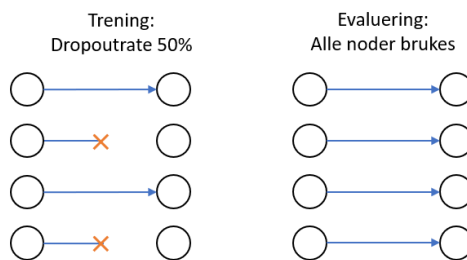 Trening:
Dropoutrate 50%
Evaluering:
Alle noder brukes